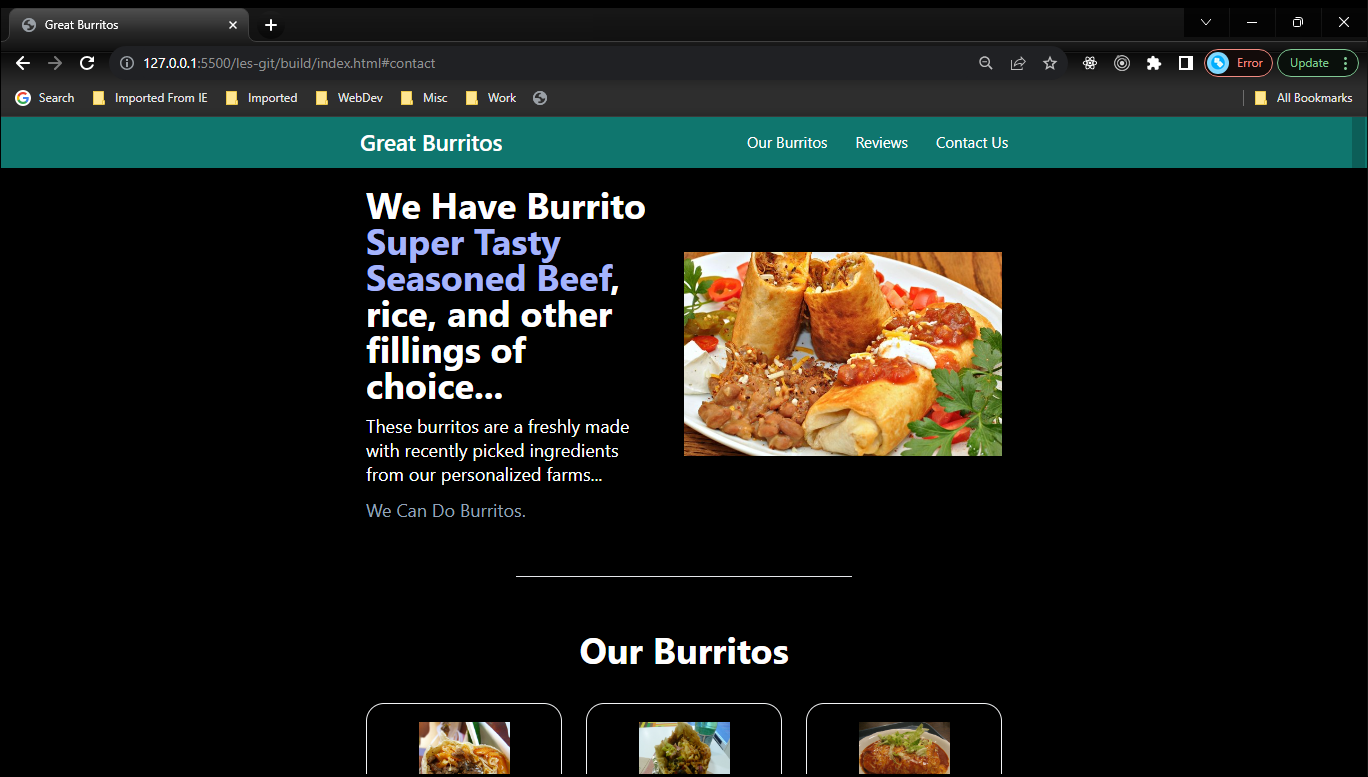 Great Burritos
127.0.0.1:5500/les-git/build/index.html#contact
Error
Update
Search
Imported From IE
Imported
WebDev
Misc
Work
All Bookmarks
Great Burritos
Our Burritos
Reviews
Contact Us
We Have Burrito
Super Tasty
Seasoned Beef,
rice, and other
fillings of
choice...
These burritos are a freshly made
with recently picked ingredients
from our personalized farms...
We Can Do Burritos.
Our Burritos